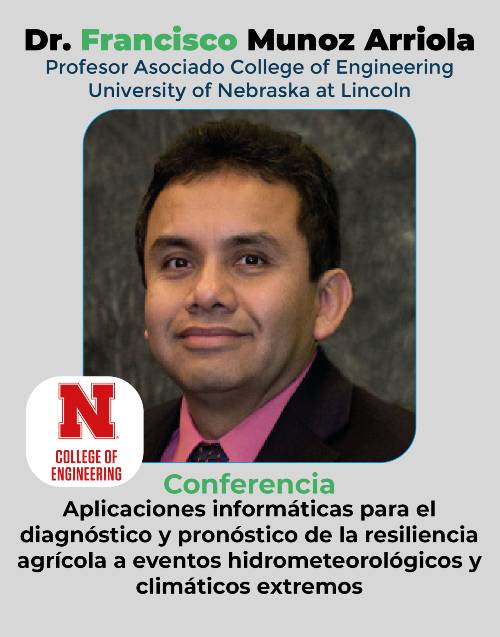 Dr. Francisco Munoz Arriola
Profesor Asociado College of Engineering
University of Nebraska at Lincoln
N
COLLEGE OF
ENGINEERING
Conferencia
Aplicaciones informáticas para el
diagnóstico y pronóstico de la resiliencia
agrícola a eventos hidrometeorológicos y
climáticos extremos